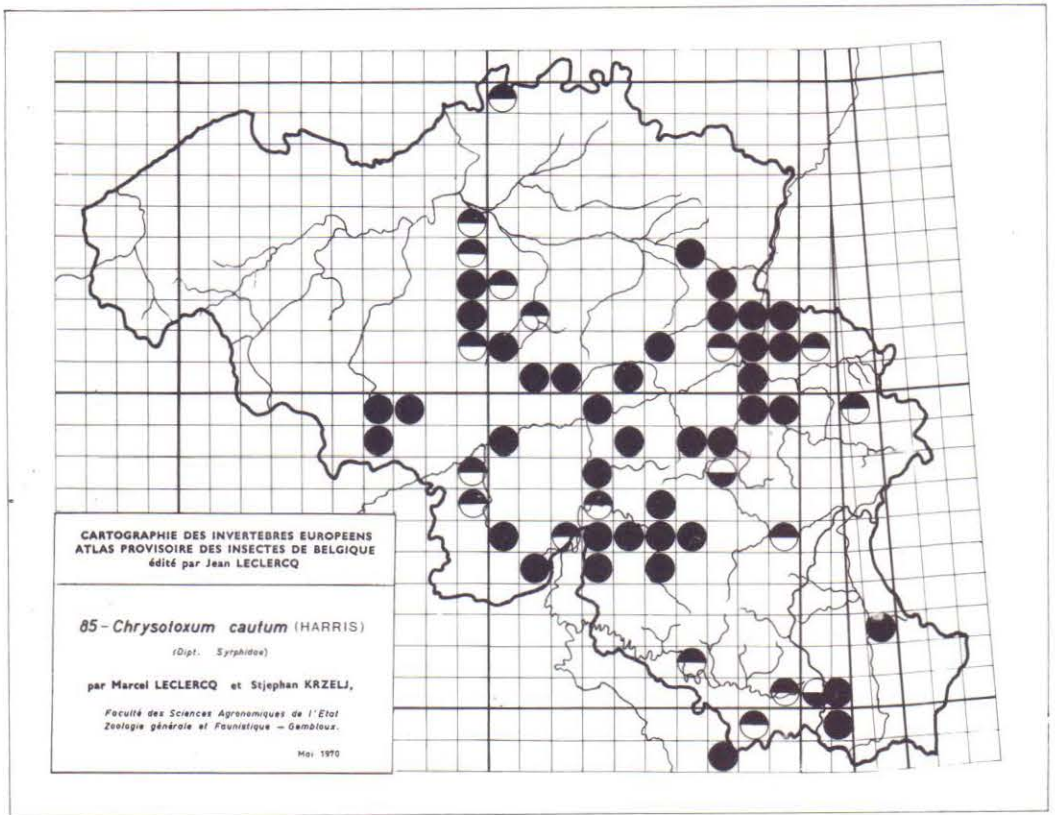 CARTOGRAPHIE DES INVERTEBRES EUROPEENS
ATLAS PROVISOIRE DES INSECTES DE BELGIQUE
édité par Jean LECLERCQ
85 - Chrysotoxum cautum (HARRIS)
(Dipt. Syrphidae)
par Marcel LECLERCQ et Stjephan KRZELJ,
Faculté des Sciences Agronomiques de l'Etat
Zoologie générale et Faunistique - Gembloux.
Mai 1970